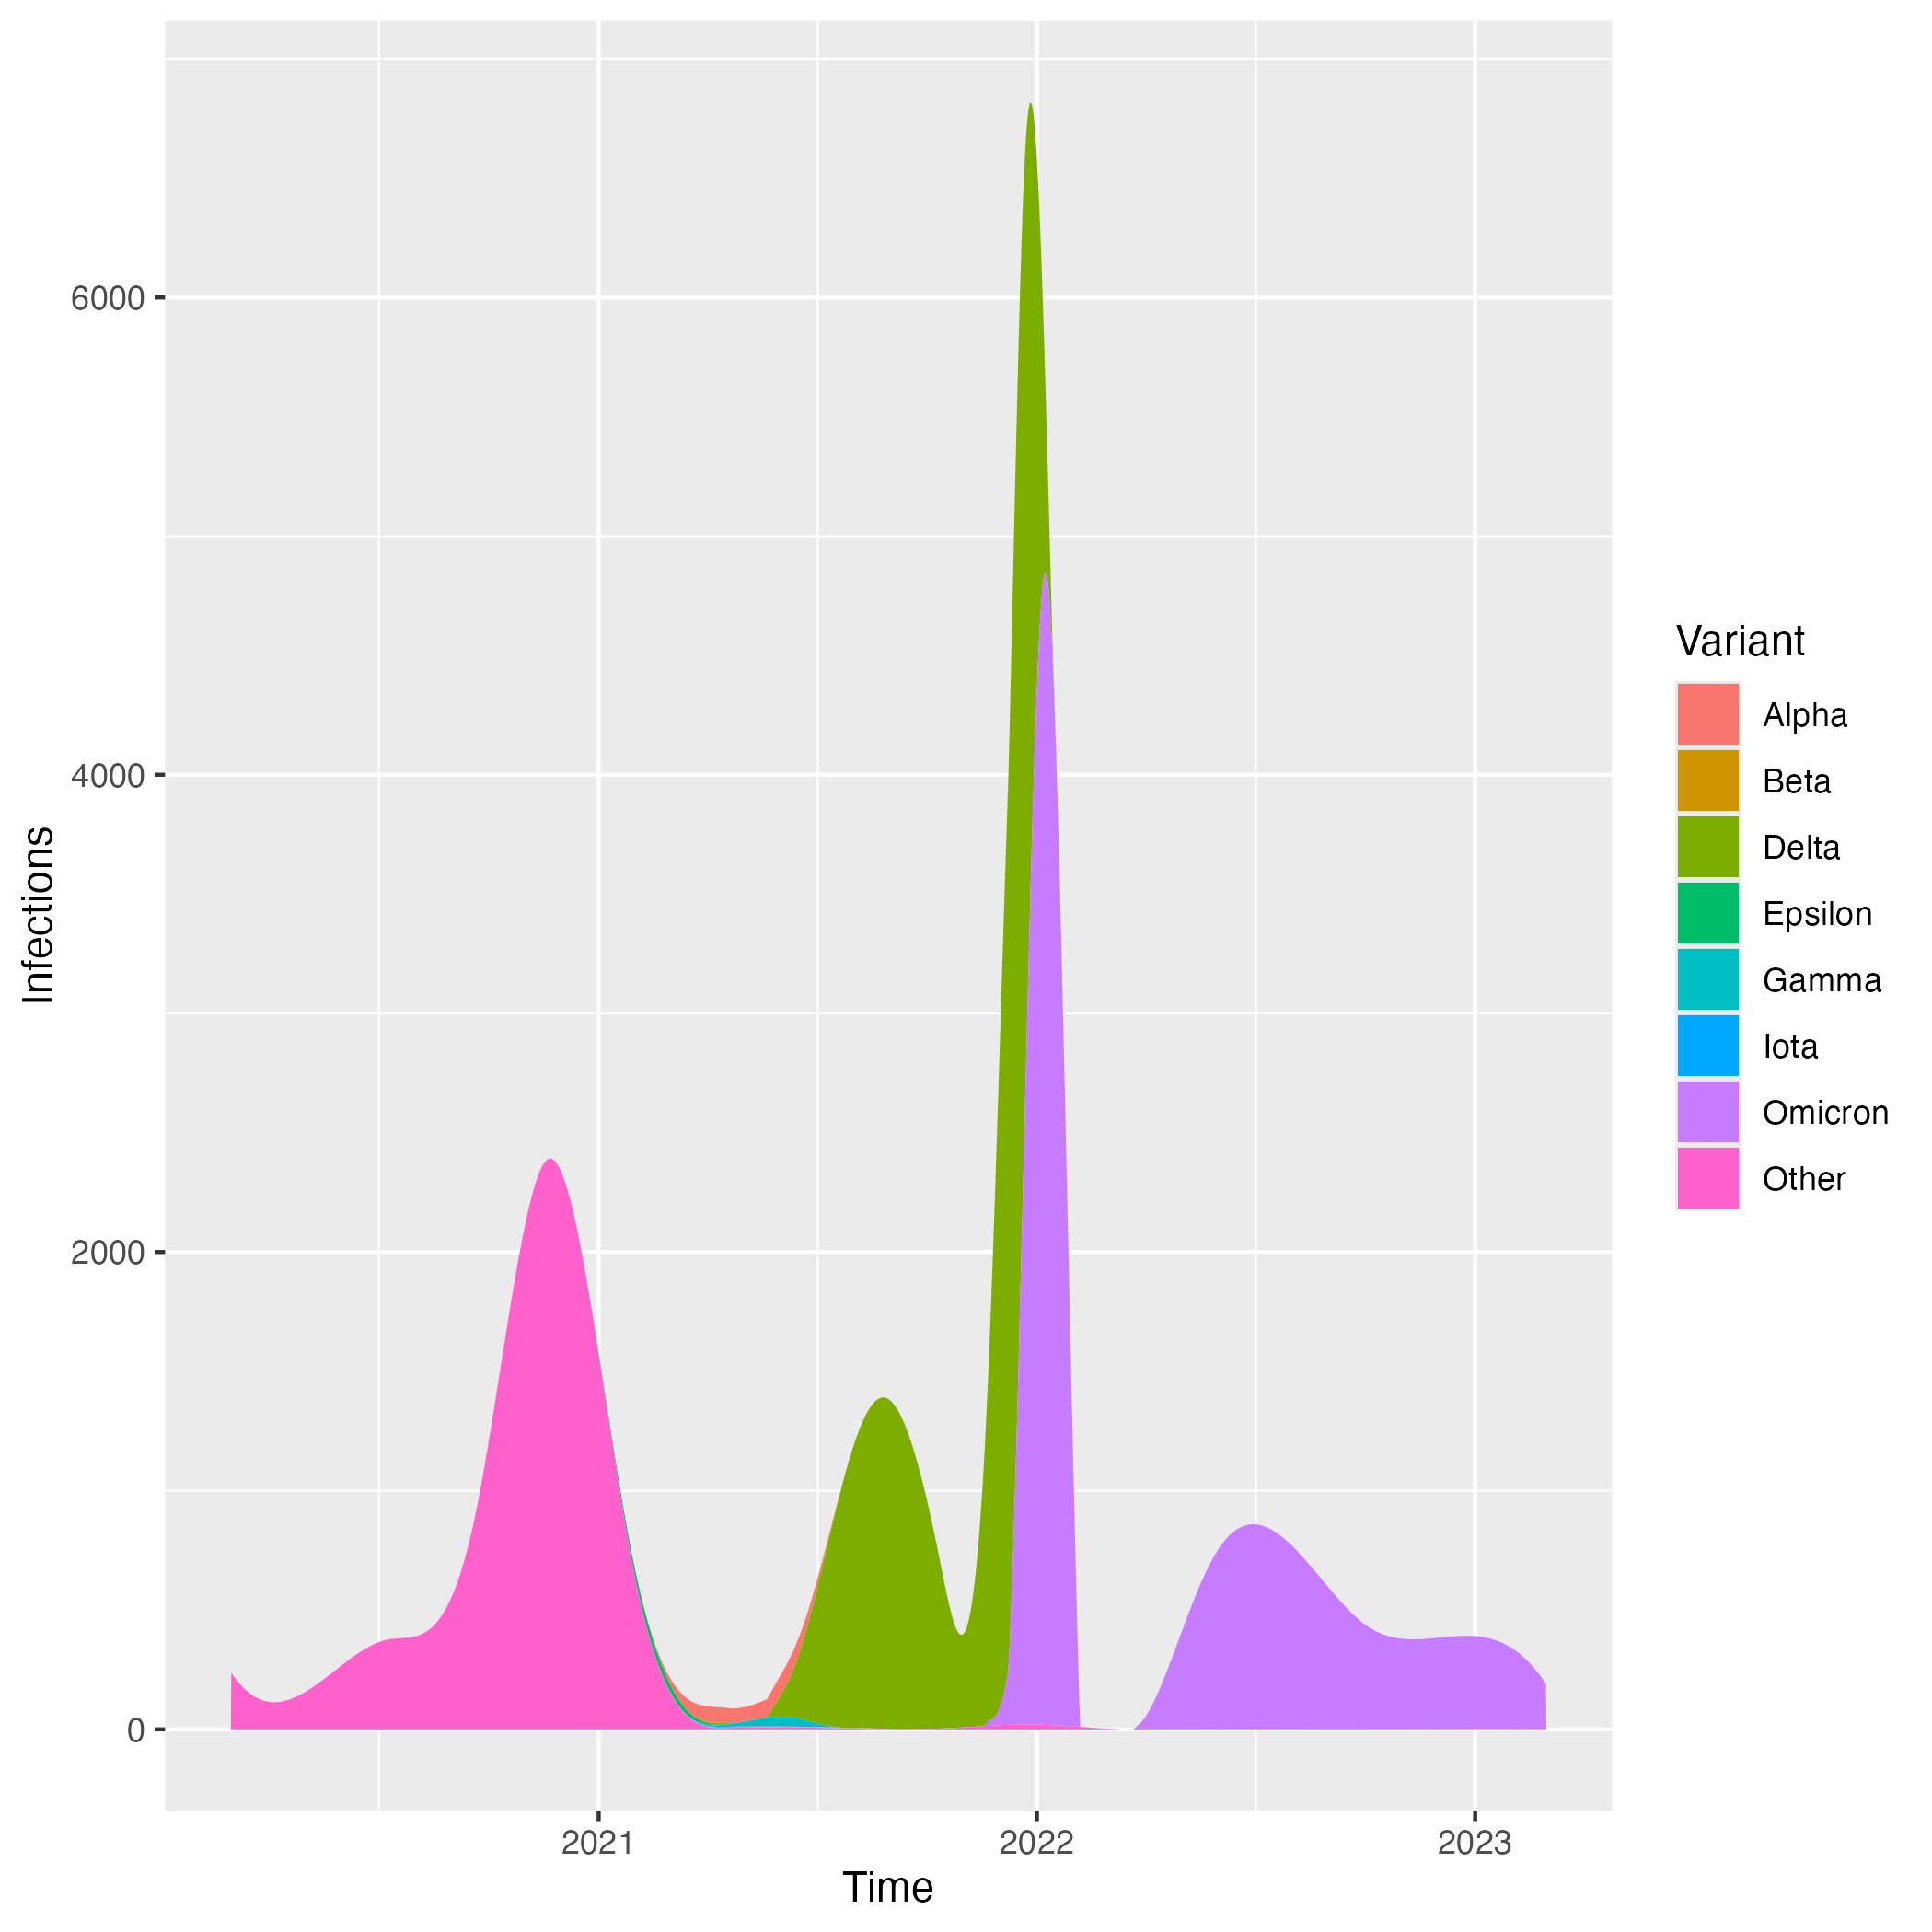 Infections
6000
4000
2000
0
2021
2022
2023
Time
Variant
Alpha
Beta
Delta
Epsilon
Gamma
Iota
Omicron
Other